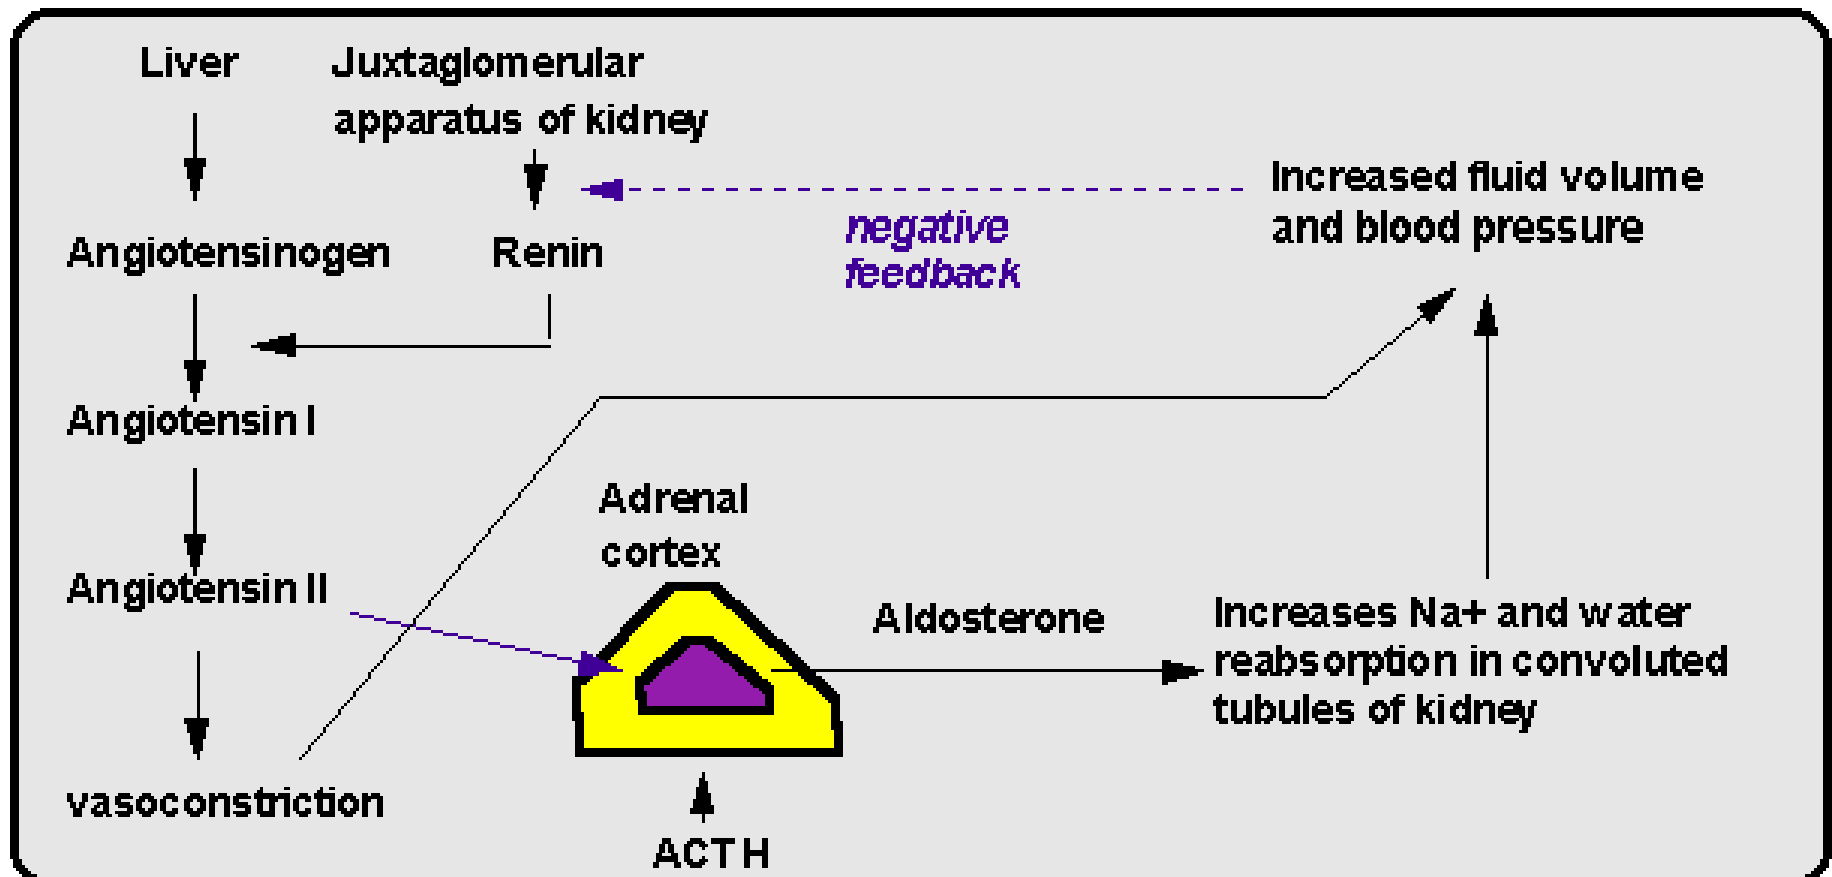 Liver
Juxtaglomerular
apparatus of kidney
Increased fluid volume
and blood pressure
negative
feedback
Angiotensinogen
Renin
Angiotensin I
Adrenal
cortex
Angiotensin II
Aldosterone
Increases Na+ and water
reabsorption in convoluted
tubules of kidney
vasoconstriction
ACTH